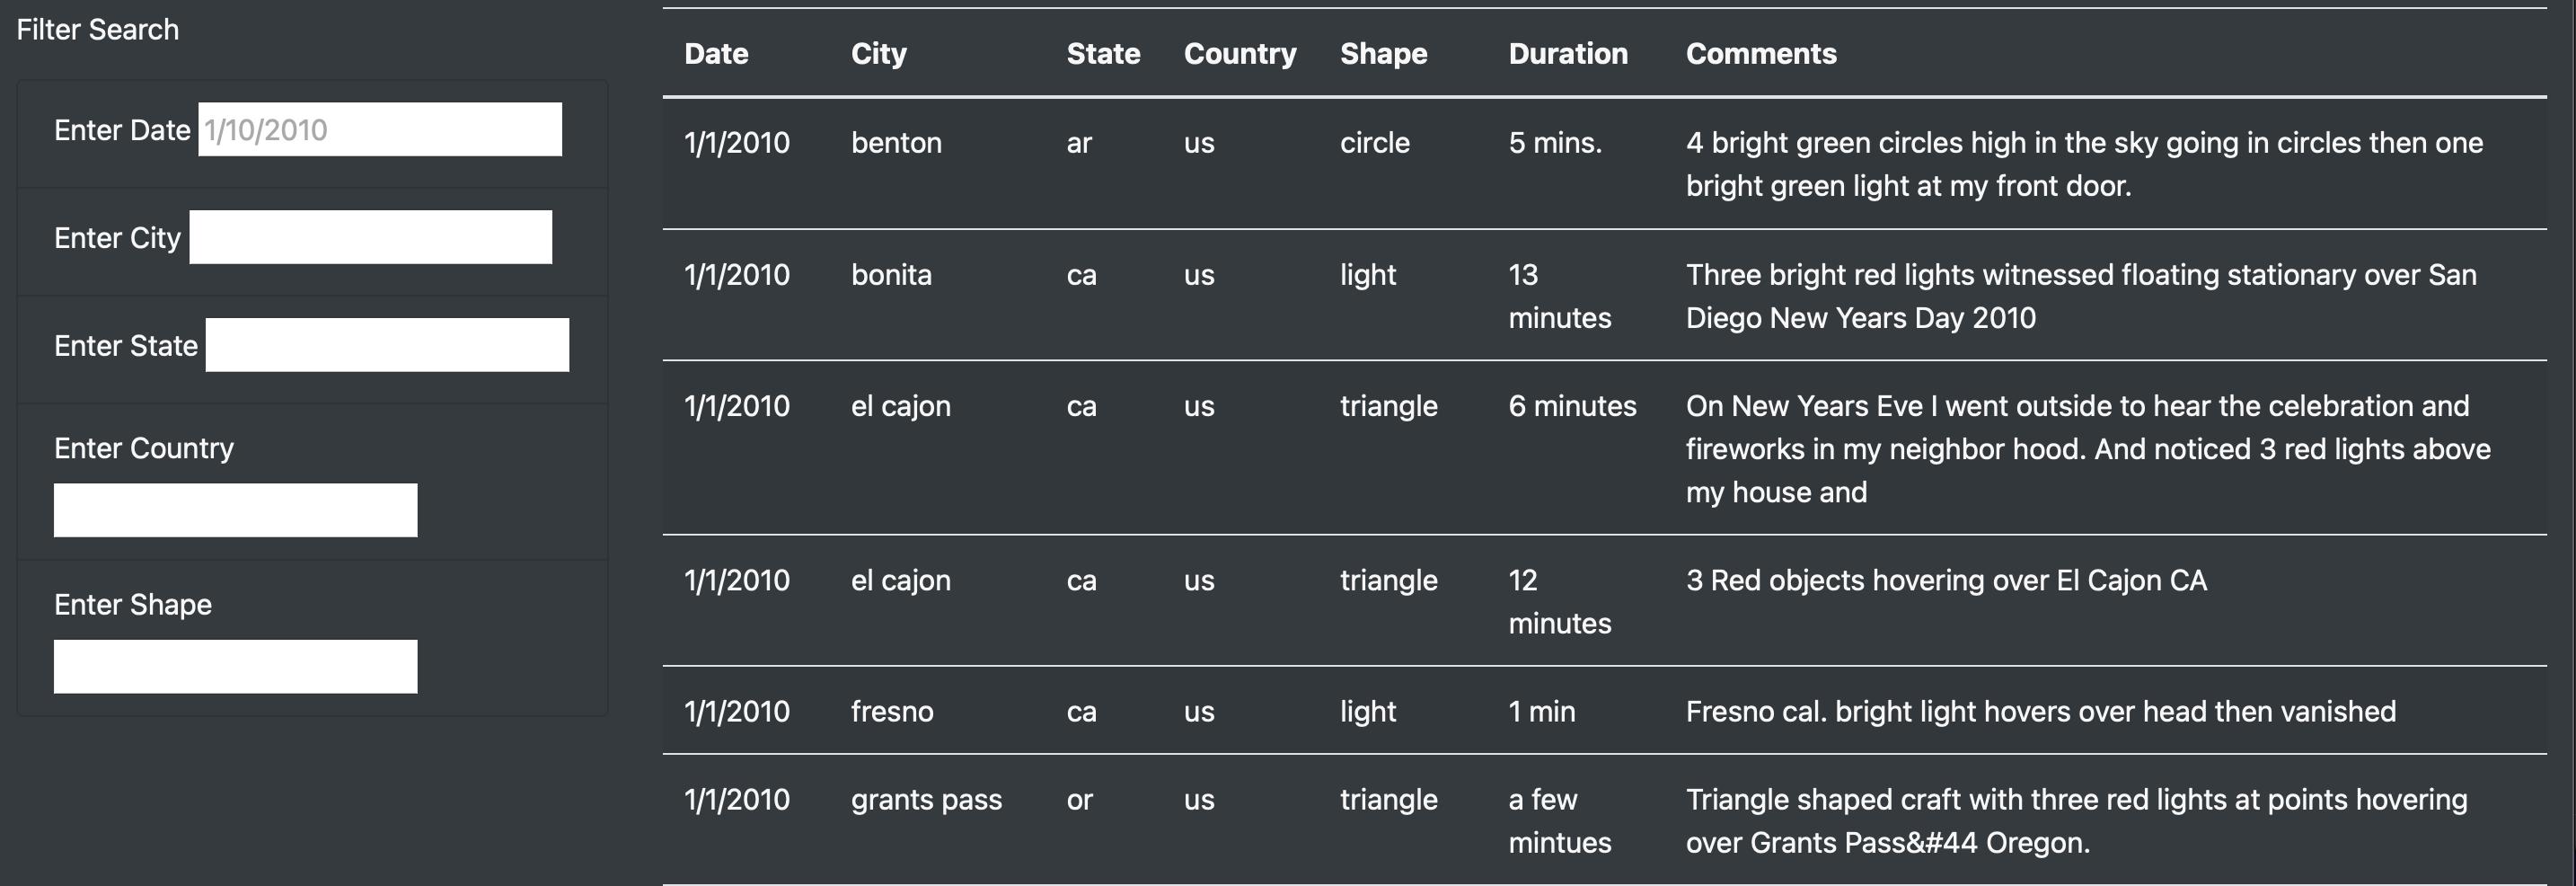 Filter Search
Enter Date 1/10/2010
Enter City
Enter State
Enter Country
Enter Shape
Date City State Country Shape Duration Comments
1/1/2010 benton ar us circle 5 mins. 4 bright green circles high in the sky going in circles then one
bright green light at my front door.
1/1/2010 bonita ca us light 13 Three bright red lights witnessed floating stationary over San
minutes Diego New Years Day 2010
1/1/2010 el cajon ca us triangle 6 minutes On New Years Eve I went outside to hear the celebration and
fireworks in my neighbor hood. And noticed 3 red lights above
my house and
1/1/2010 el cajon ca us triangle 12 3 Red objects hovering over El Cajon CA
minutes
1/1/2010 fresno ca us light 1 min Fresno cal. bright light hovers over head then vanished
1/1/2010 grants pass or us triangle a few Triangle shaped craft with three red lights at points hovering
mintues over Grants Pass&#44 Oregon.